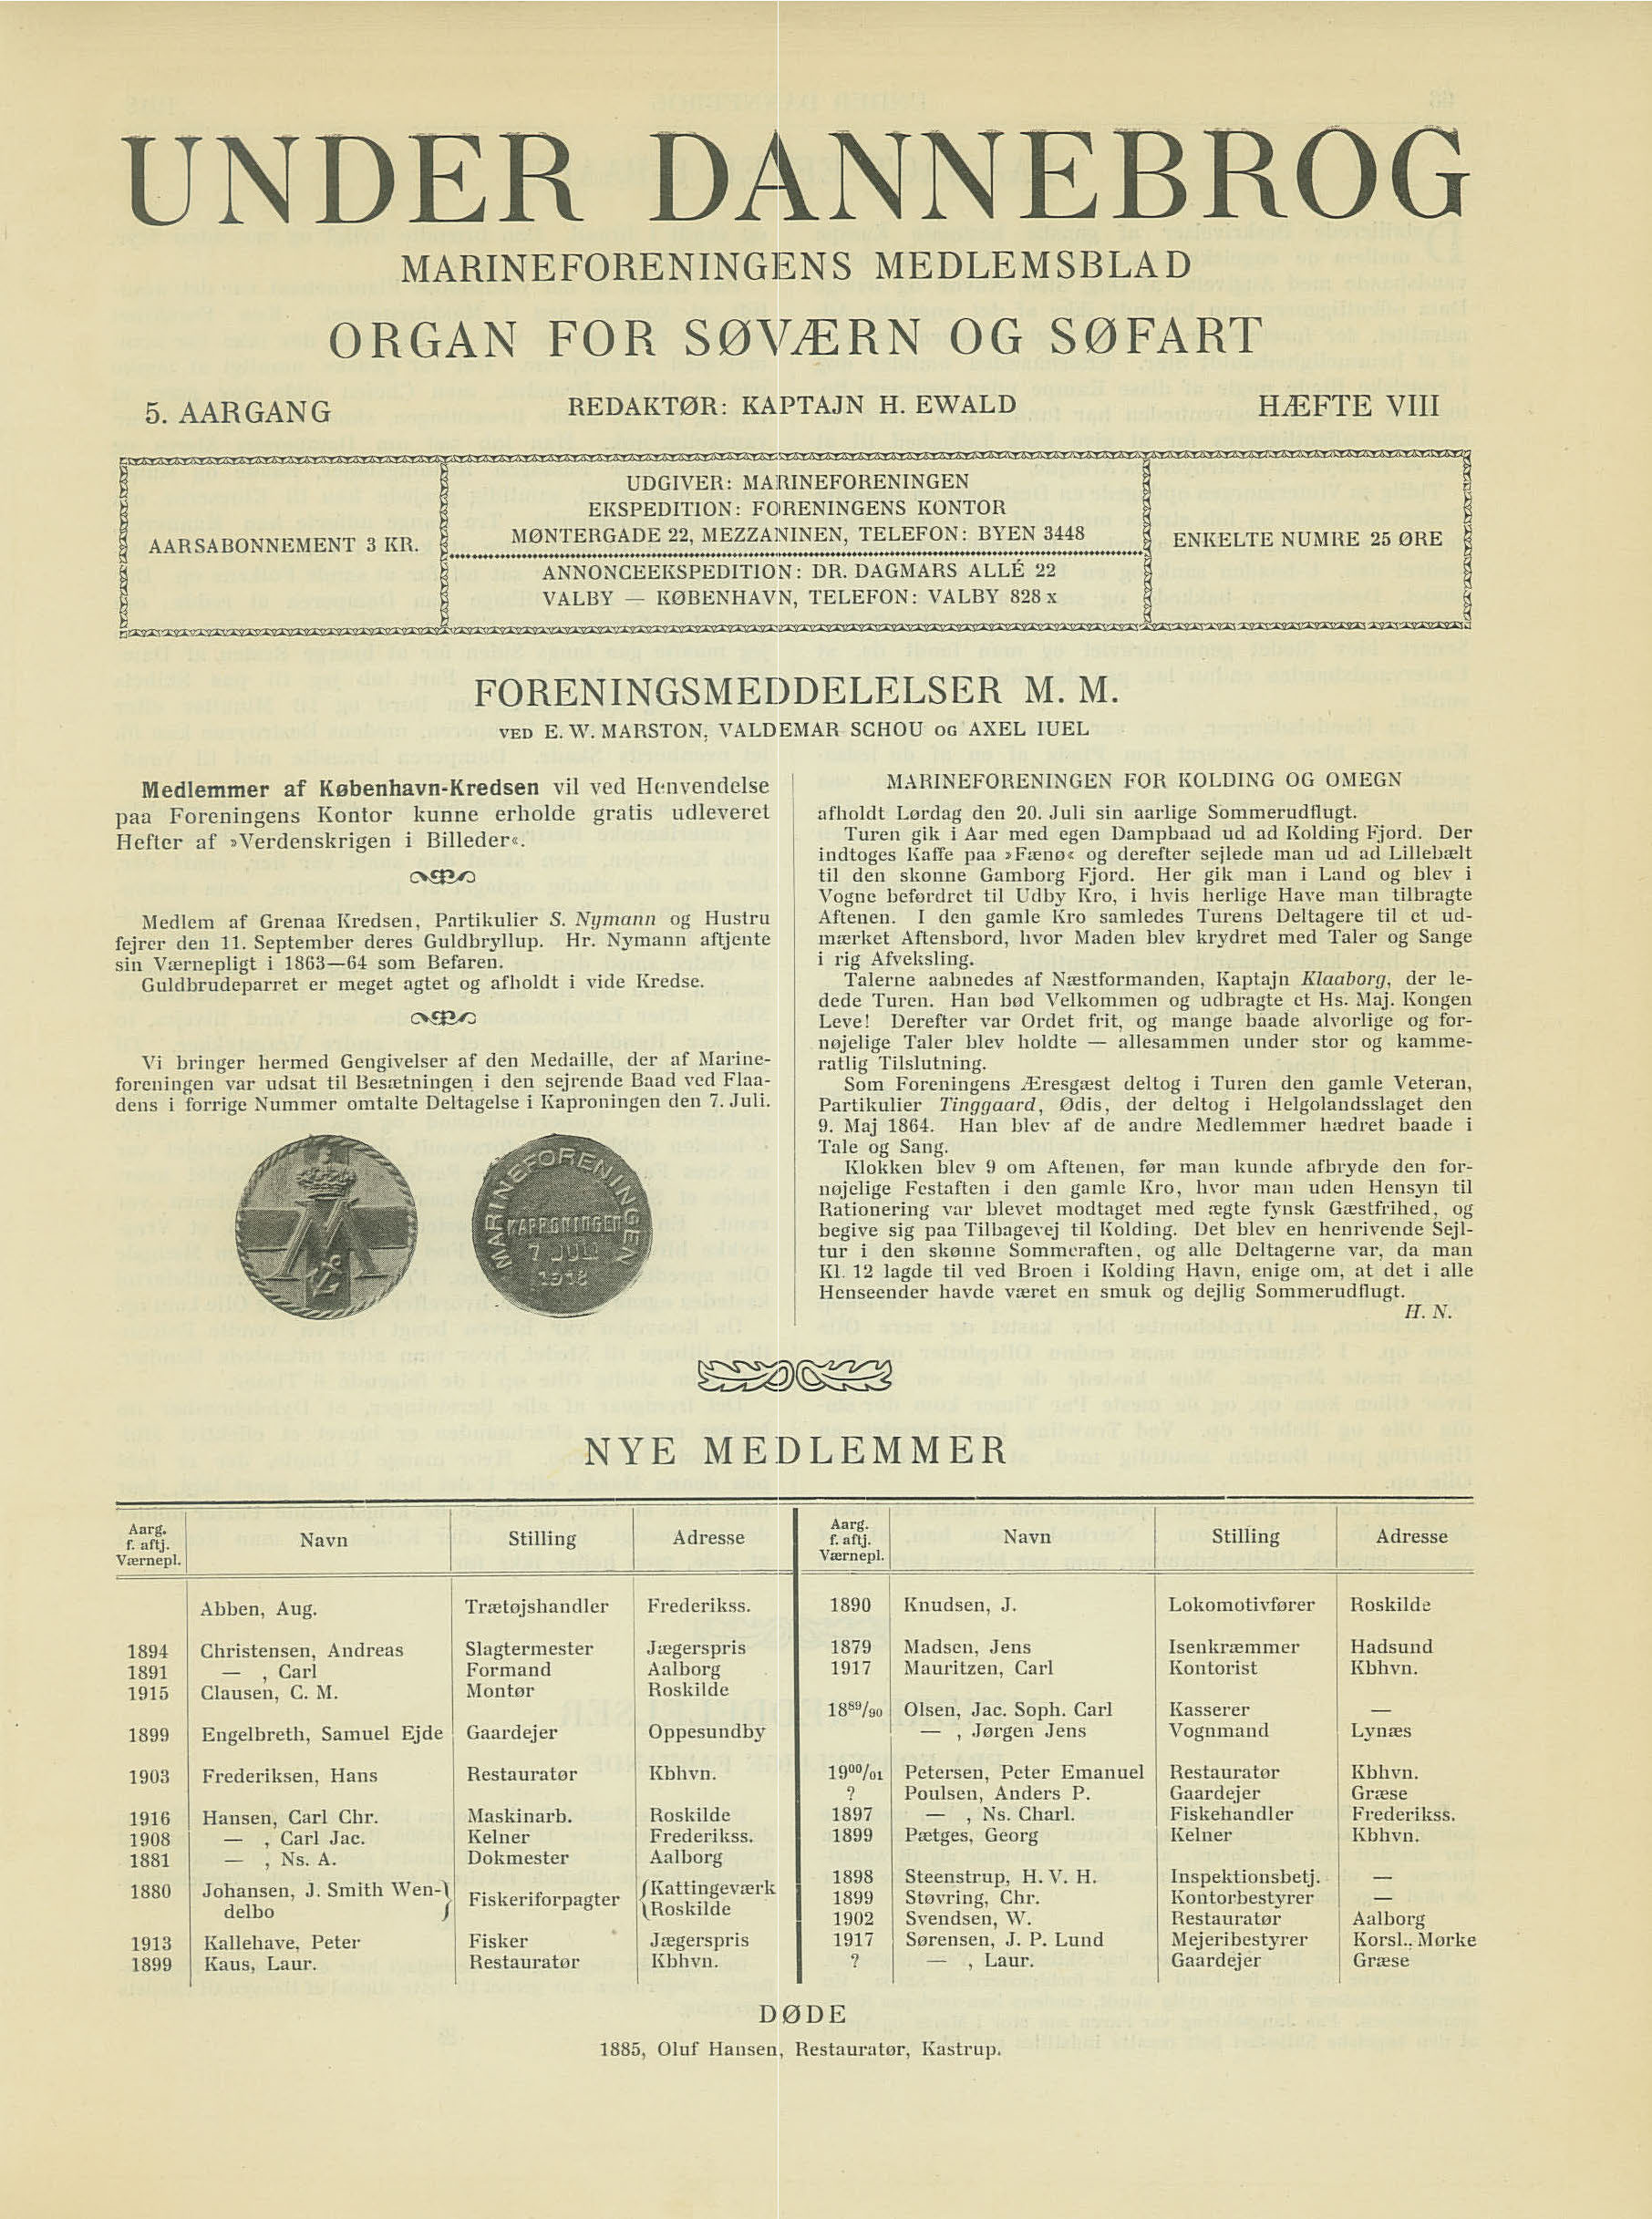 UNDER DANNEBROG
MARINEFORENINGENS MEDLEMSBLAD
ORGAN FOR SØVÆRN OG SØFART
5. AARGANG
REDAKTØR: KAPTAJN H. EWALD
HÆFTE VIII
AARSABONNEMENT 3 KR.
UDGIVER: MARINEFORENINGEN
EKSPEDITION: FORENINGENS KONTOR
MØNTERGADE 22, MEZZANINEN, TELEFON: BYEN 3448
ANNONCEEKSPEDITION: DR. DAGMARS ALLÉ 22
VALBY — KØBENHAVN, TELEFON: VALBY 828 x
ENKELTE NUMRE 25 ØRE
FORENINGSMEDDELELSER M. M.
VED E. W. MARSTON, VALDEMAR SCHOU OG AXEL IUEL
Medlemmer af København-Kredsen vil ved Henvendelse
paa Foreningens Kontor kunne erholde gratis udleveret
Hefter af »Verdenskrigen i Billeder«.
Medlem af Grenaa Kredsen, Partikulier S. Nymann og Hustru
fejrer den 11. September deres Guldbryllup. Hr. Nymann aftjente
sin Værnepligt i 1863—64 som Befaren.
Guldbrudeparret er meget agtet og afholdt i vide Kredse.
Vi bringer hermed Gengivelser af den Medaille, der af Marine-
foreningen var udsat til Besætningen i den sejrende Baad ved Flaa-
dens i forrige Nummer omtalte Deltagelse i Kaproningen den 7. Juli.
MARINEFORENINGEN
KAPRONINGEN
7 JULI
1918
MARINEFORENINGEN FOR KOLDING OG OMEGN
afholdt Lørdag den 20. Juli sin aarlige Sommerudflugt.
Turen gik i Aar med egen Dampbaad ud ad Kolding Fjord. Der
indtoges Kaffe paa »Fænø« og derefter sejlede man ud ad Lillebælt
til den skønne Gamborg Fjord. Her gik man i Land og blev i
Vogne befordret til Udby Kro, i hvis herlige Have man tilbragte
Aftenen. I den gamle Kro samledes Turens Deltagere til et ud-
mærket Aftensbord, hvor Maden blev krydret med Taler og Sange
i rig Afveksling.
Talerne aabnedes af Næstformanden, Kaptajn Klaaborg, der le-
dede Turen. Han bød Velkommen og udbragte et Hs. Maj. Kongen
Leve! Derefter var Ordet frit, og mange baade alvorlige og for-
nøjelige Taler blev holdte — allesammen under stor og kamme-
ratlig Tilslutning.
Som Foreningens Æresgæst deltog i Turen den gamle Veteran,
Partikulier Tinggaard, Ødis, der deltog i Helgolandsslaget den
9. Maj 1864. Han blev af de andre Medlemmer hædret baade i
Tale og Sang.
Klokken blev 9 om Aftenen, før man kunde afbryde den for-
nøjelige Festaften i den gamle Kro, hvor man uden Hensyn til
Rationering var blevet modtaget med ægte fynsk Gæstfrihed, og
begive sig paa Tilbagevej til Kolding. Det blev en henrivende Sejl-
tur i den skønne Sommeraften, og alle Deltagerne var, da man
Kl. 12 lagde til ved Broen i Kolding Havn, enige om, at det i alle
Henseender havde været en smuk og dejlig Sommerudflugt.
H. N.
NYE MEDLEMMER
Aarg. f. aftj. Værnepl. Navn Stilling Adresse
Abben, Aug. Trætøjshandler Frederikss.
1894 Christensen, Andreas Slagtermester Jægerspris
1891 — , Carl Formand Aalborg
1915 Clausen, C. M. Montør Roskilde
1899 Engelbreth, Samuel Ejde Gaardejer Oppesundby
1903 Frederiksen, Hans Restauratør Kbhvn.
1916 Hansen, Carl Chr. Maskinarb. Roskilde
1908 — , Carl Jac. Kelner Frederikss.
1881 — , Ns. A. Dokmester Aalborg
1880 Johansen, J. Smith Wen-
delbo Fiskeriforpagter Kattingeværk
Roskilde
1913 Kallehave, Peter Fisker Jægerspris
1899 Kaus, Laur. Restauratør Kbhvn.
Aarg. f. aftj. Værnepl. Navn Stilling Adresse
1890 Knudsen, J. Lokomotivfører Roskilde
1879 Madsen, Jens Isenkræmmer Hadsund
1917 Mauritzen, Carl Kontorist Kbhvn.
1889/90 Olsen, Jac. Soph. Carl Kasserer —
— , Jørgen Jens Vognmand Lynæs
1900/01 Petersen, Peter Emanuel Restauratør Kbhvn.
? Poulsen, Anders P. Gaardejer Græse
1897 — , Ns. Charl. Fiskehandler Frederikss.
1899 Pætges, Georg Kelner Kbhvn.
1898 Steenstrup, H. V. H. Inspektionsbetj. —
1899 Støvring, Chr. Kontorbestyrer —
1902 Svendsen, W. Restauratør Aalborg
1917 Sørensen, J. P. Lund Mejeribestyrer Korsl., Mørke
? — , Laur. Gaardejer Græse
DØDE
1885, Oluf Hansen, Restauratør, Kastrup.